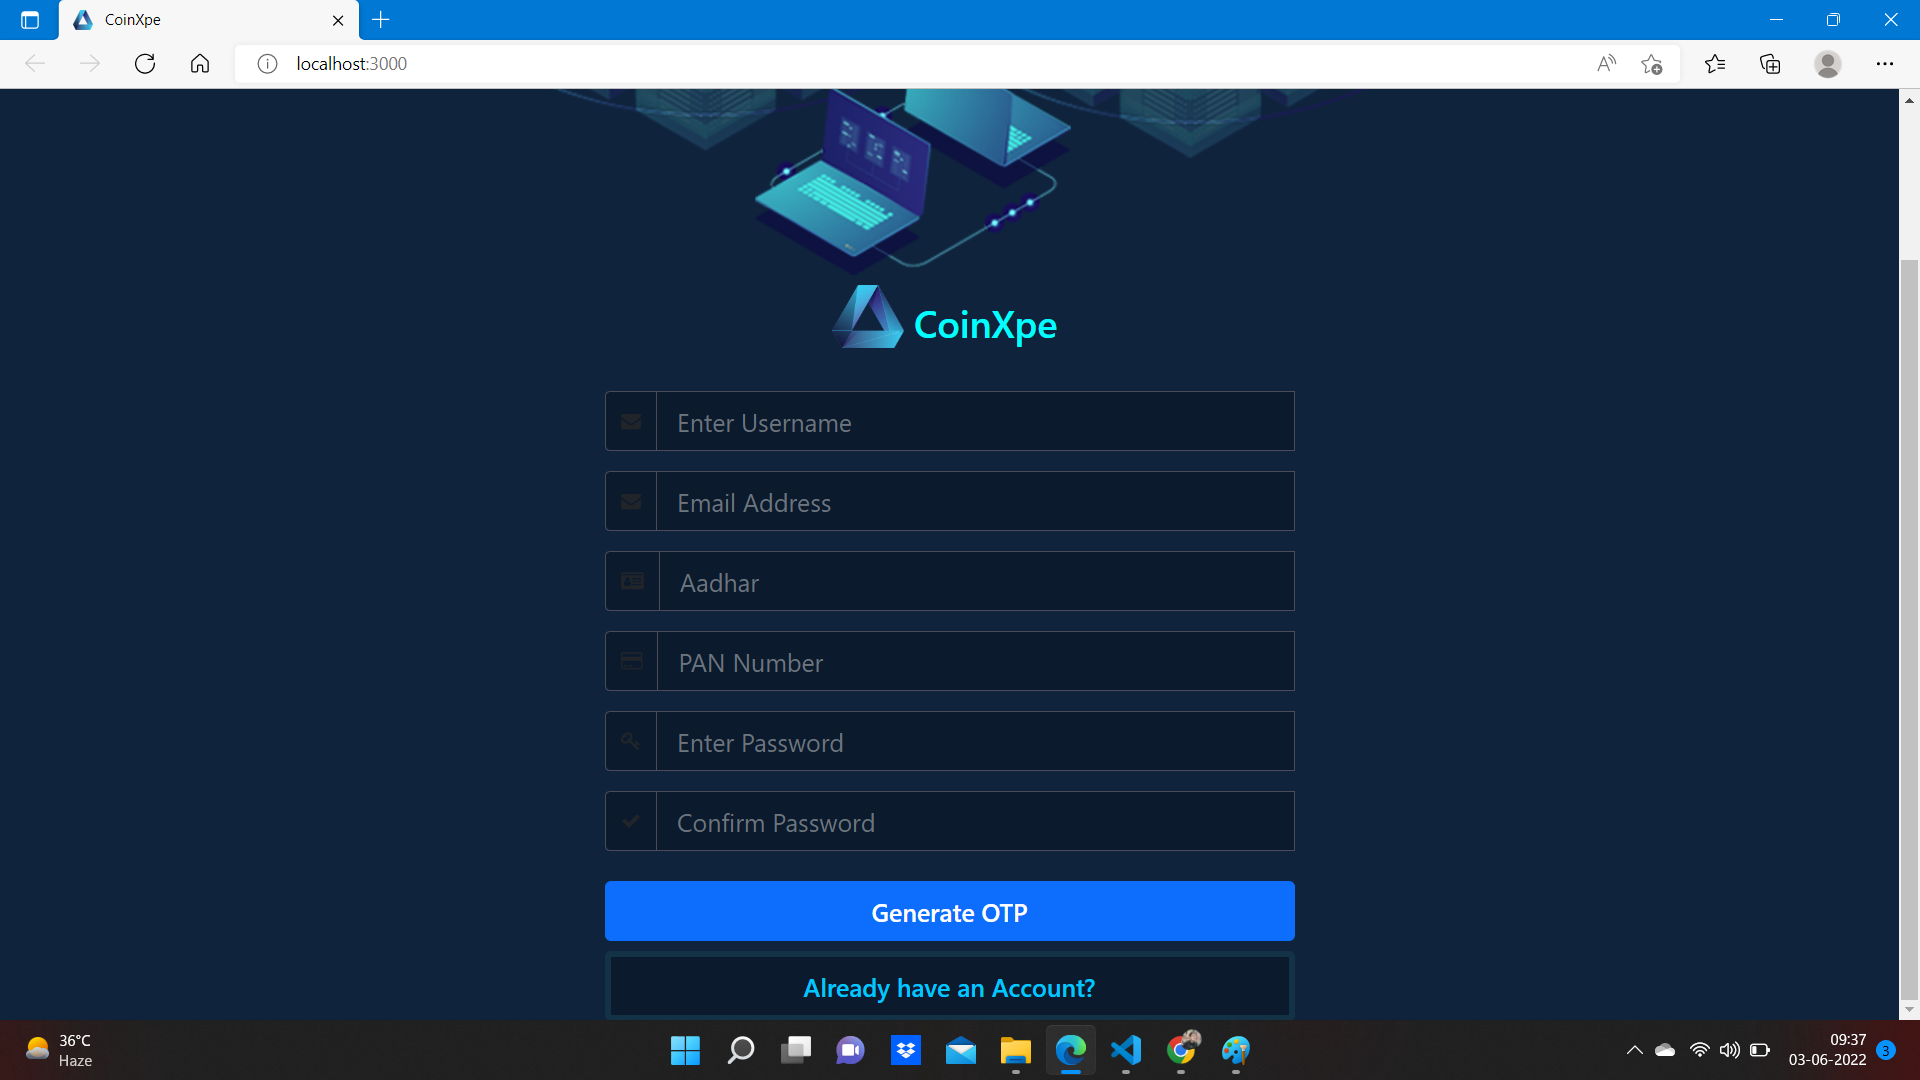 CoinXpe
localhost:3000
CoinXpe
Enter Username
Email Address
Aadhar
PAN Number
Enter Password
Confirm Password
Generate OTP
Already have an Account?
36°C
Haze
09:37
03-06-2022
3